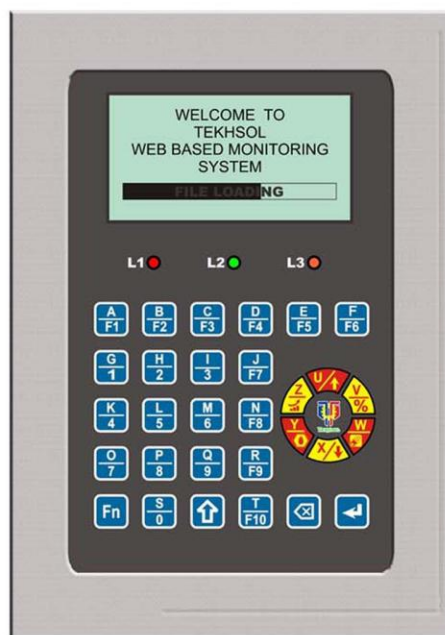 WELCOME TO
TEKHSOL
WEB BASED MONITORING
SYSTEM
FILE LOADING
L1 L2 L3
A B C D E F
F1 F2 F3 F4 F5 F6
G H I J
1 2 3 F7
U
Z V
%
K L M N
4 5 6 F8
Y W
X
O P Q R
7 8 9 F9
Fn S T
0 F10